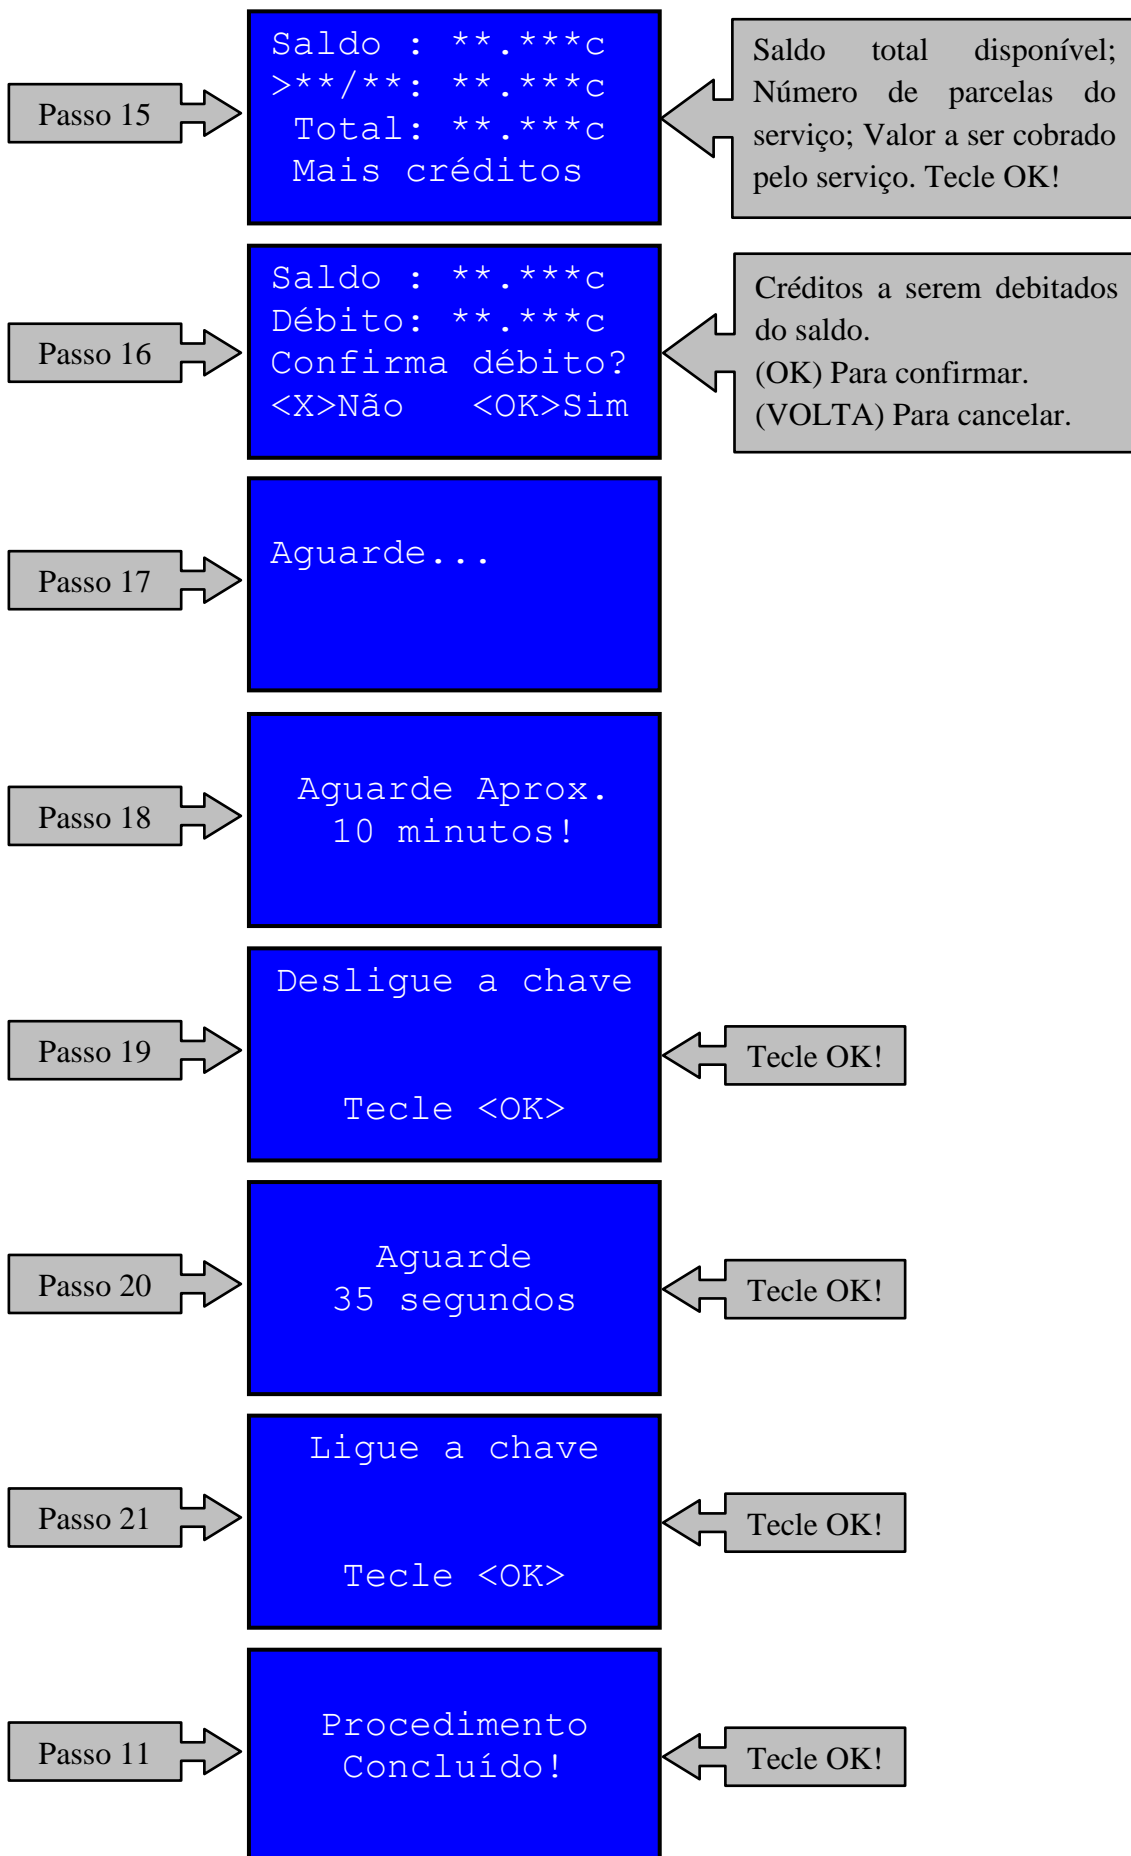 Passo 15
Saldo : **.***c
>**/**: **.***c
Total: **.***c
Mais créditos
Saldo total disponível;
Número de parcelas do
serviço; Valor a ser cobrado
pelo serviço. Tecle OK!
Passo 16
Saldo : **.***c
Débito: **.***c
Confirma débito?
<X>Não <OK>Sim
Créditos a serem debitados
do saldo.
(OK) Para confirmar.
(VOLTA) Para cancelar.
Passo 17
Aguarde...
Passo 18
Aguarde Aprox.
10 minutos!
Passo 19
Desligue a chave
Tecle <OK>
Tecle OK!
Passo 20
Aguarde
35 segundos
Tecle OK!
Passo 21
Ligue a chave
Tecle <OK>
Tecle OK!
Passo 11
Procedimento
Concluído!
Tecle OK!